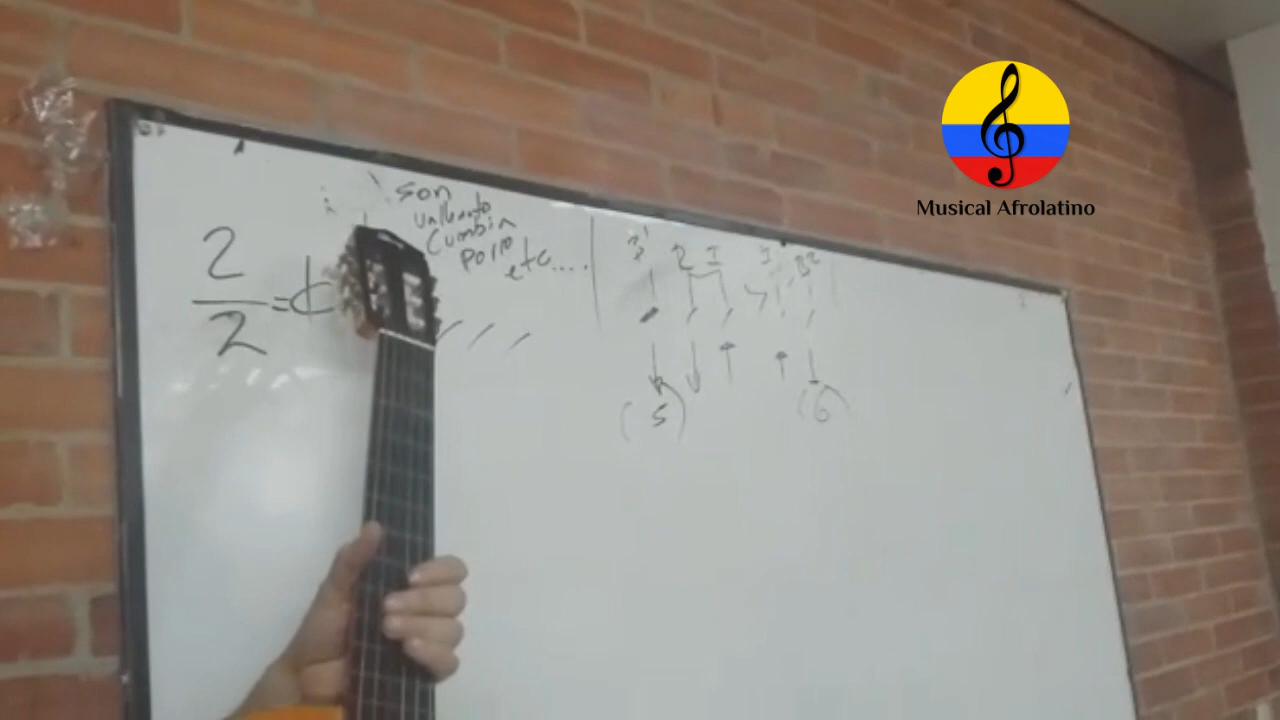 son
vallenato
Cumbia
Porro
etc....
2
2
=
(5)
(6)
Musical Afrolatino